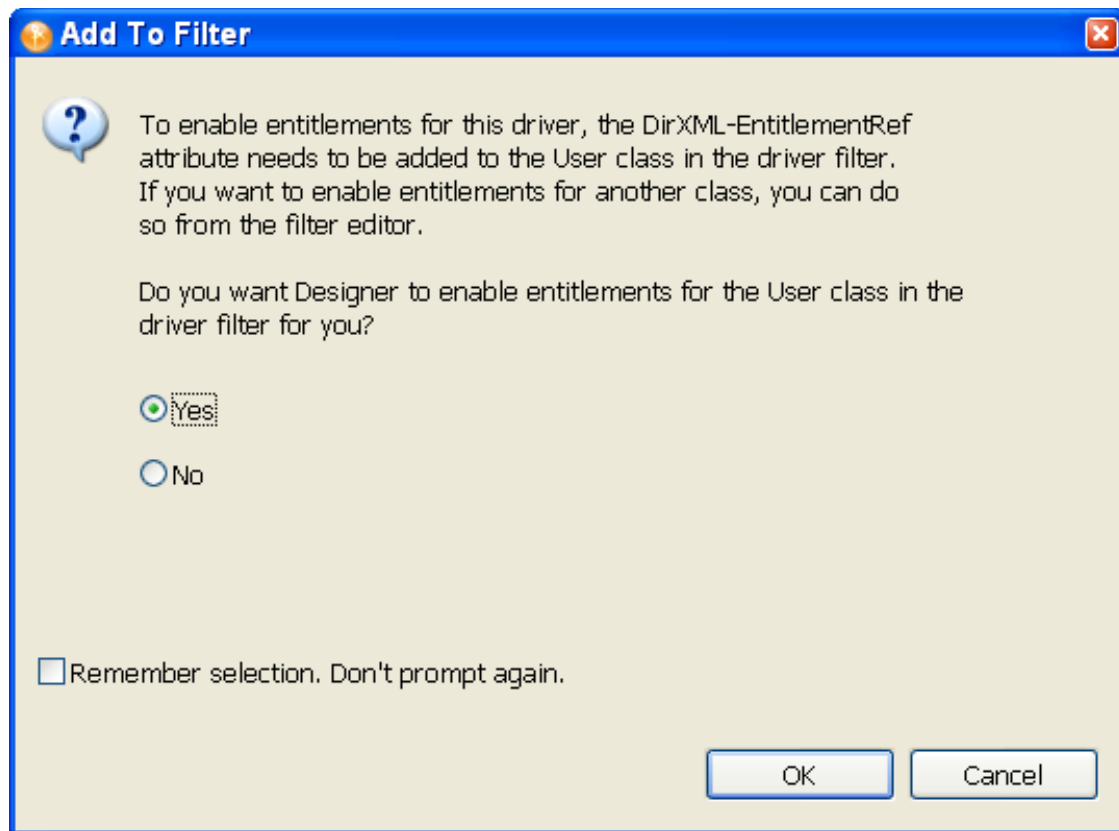 Add To Filter
To enable entitlements for this driver, the DirXML-EntitlementRef
attribute needs to be added to the User class in the driver filter.
If you want to enable entitlements for another class, you can do
so from the filter editor.
Do you want Designer to enable entitlements for the User class in the
driver filter for you?
Yes
No
Remember selection. Don't prompt again.
OK Cancel